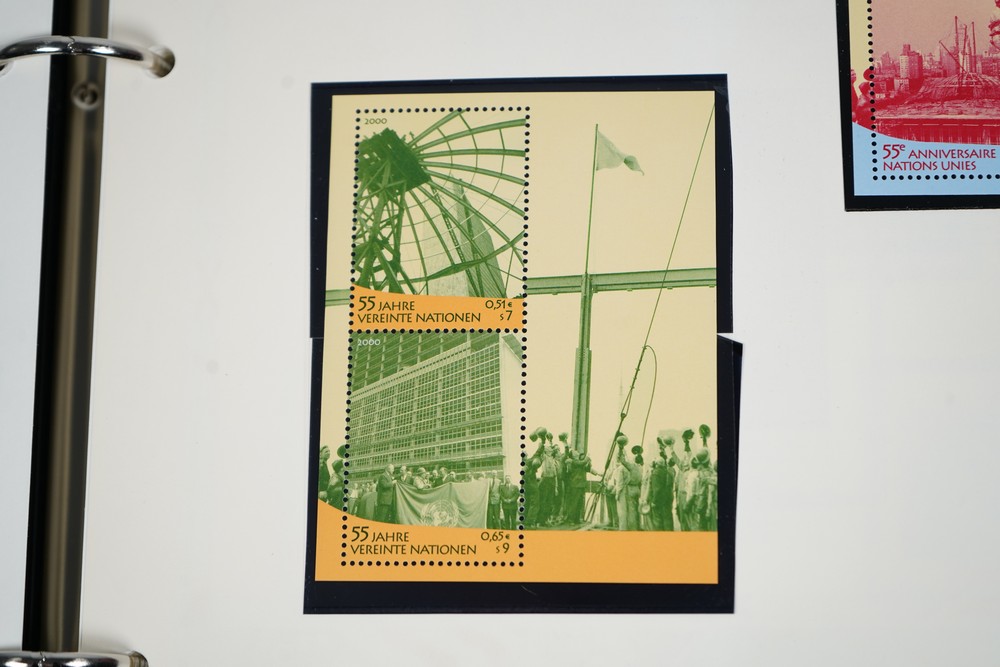 2000
55 JAHRE 0,51€
VEREINTE NATIONEN S7
2000
55 JAHRE 0,65€
VEREINTE NATIONEN S9
55e ANNIVERSAIRE
NATIONS UNIES